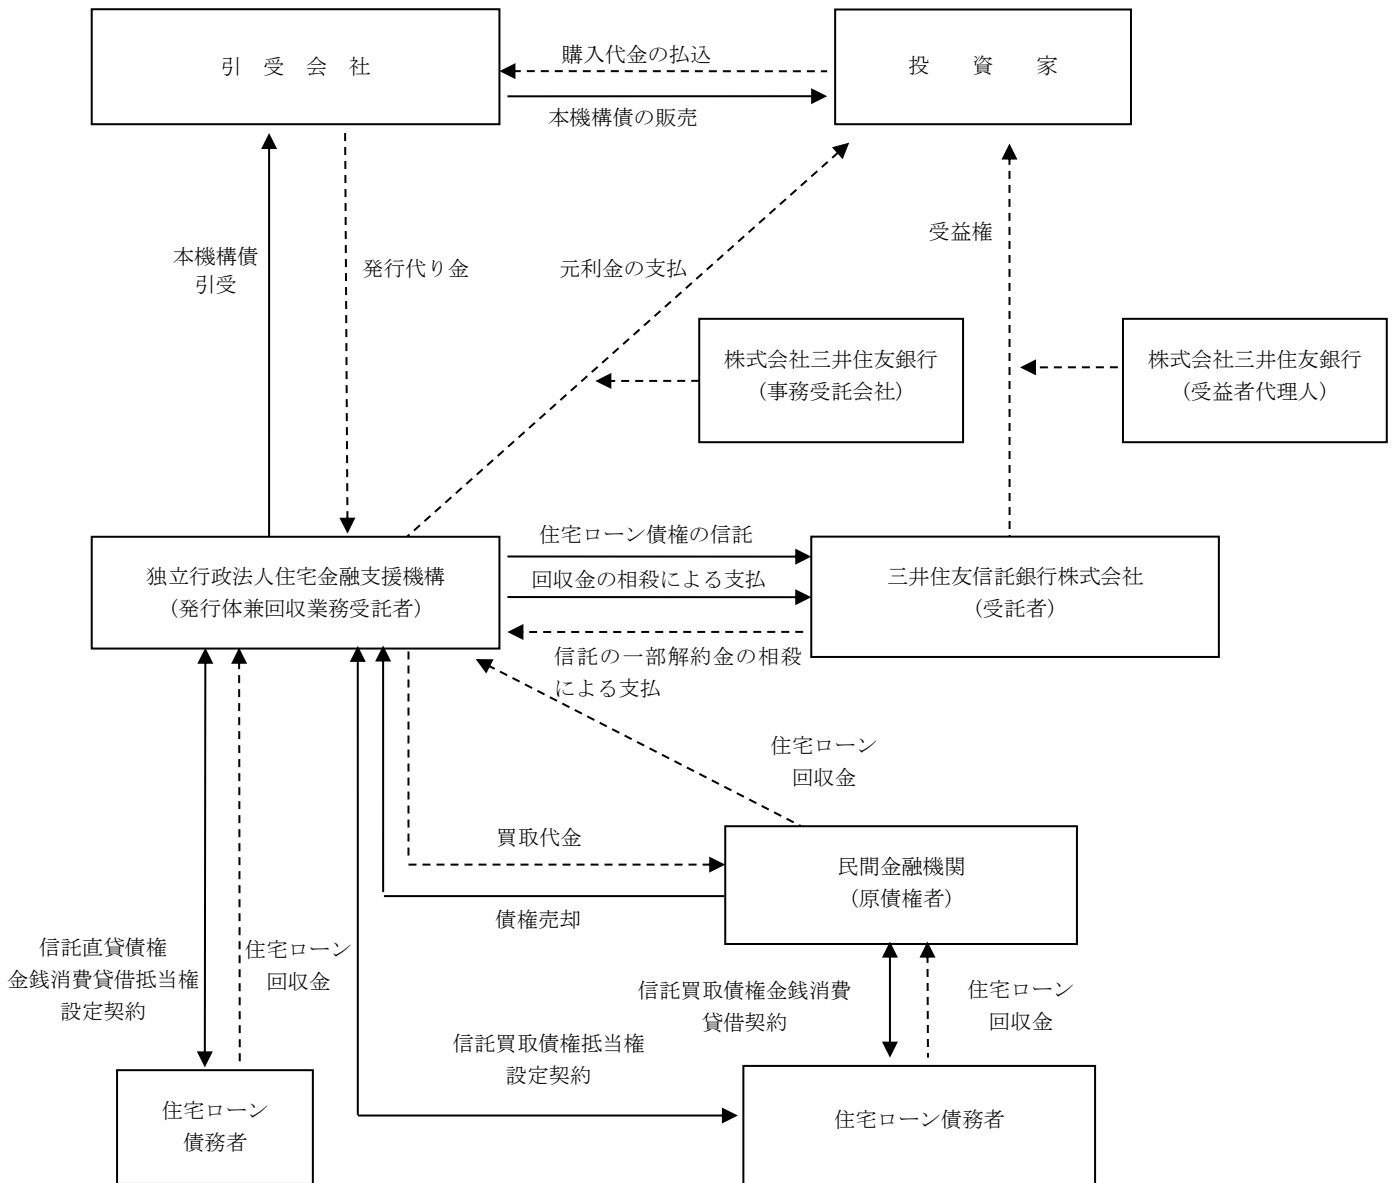 引　受　会　社
購入代金の払込
本機構債の販売
投　資　家
本機構債
引受
発行代り金
元利金の支払
受益権
株式会社三井住友銀行
（事務受託会社）
株式会社三井住友銀行
（受益者代理人）
独立行政法人住宅金融支援機構
（発行体兼回収業務受託者）
住宅ローン債権の信託
回収金の相殺による支払
信託の一部解約金の相殺
による支払
三井住友信託銀行株式会社
（受託者）
住宅ローン
回収金
買取代金
債権売却
民間金融機関
（原債権者）
信託直貸債権
金銭消費貸借抵当権
設定契約
住宅ローン
回収金
信託買取債権抵当権
設定契約
信託買取債権金銭消費
貸借契約
住宅ローン
回収金
住宅ローン
債務者
住宅ローン債務者